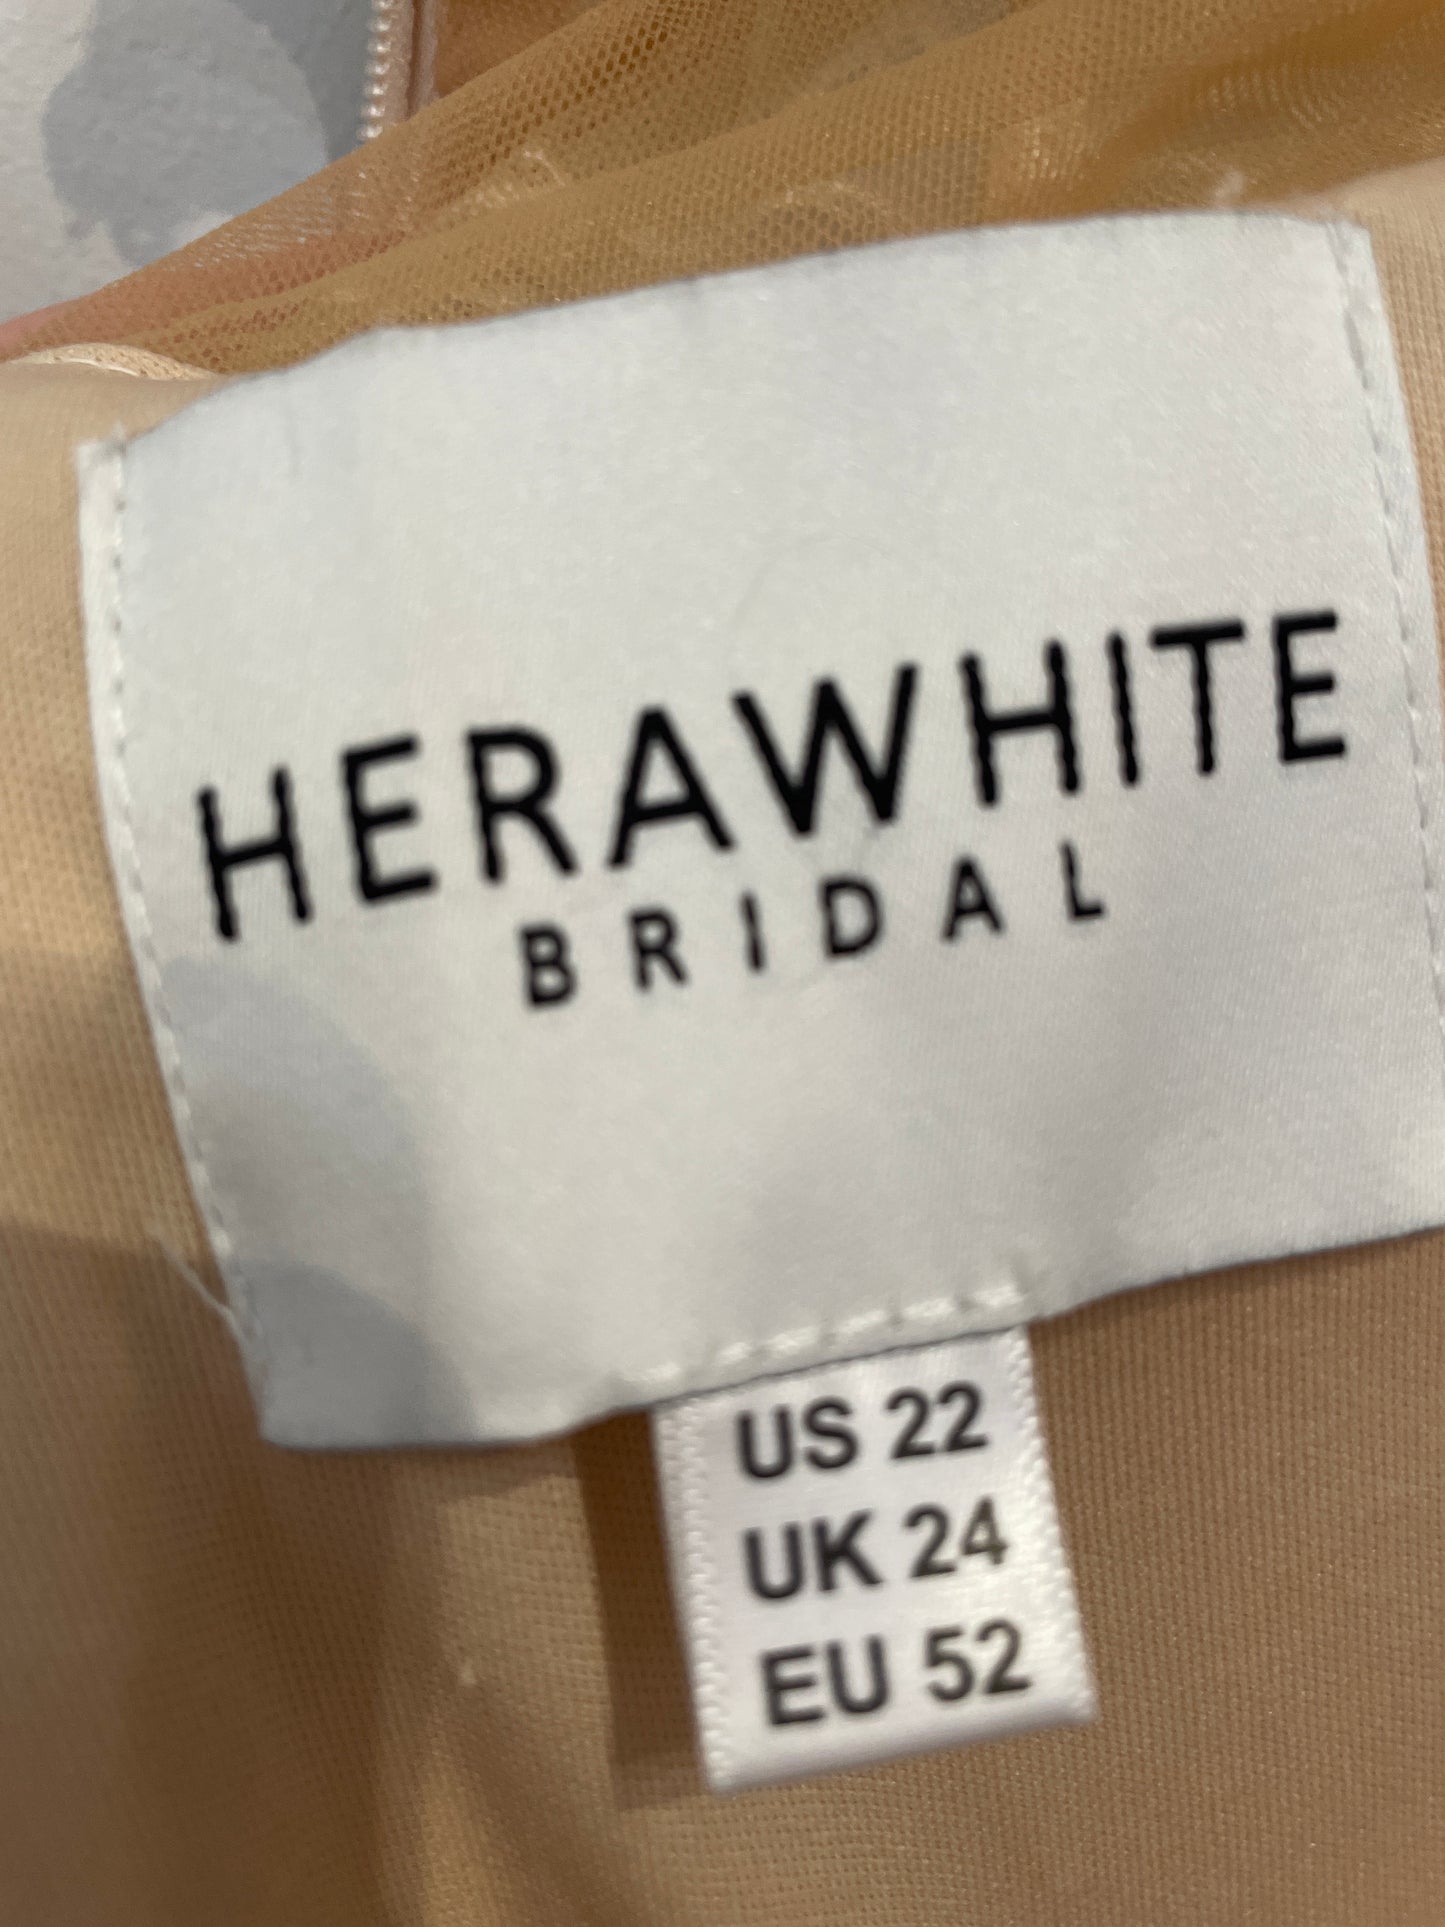 HERAWHITE
BRIDAL
US 22
UK 24
EU 52